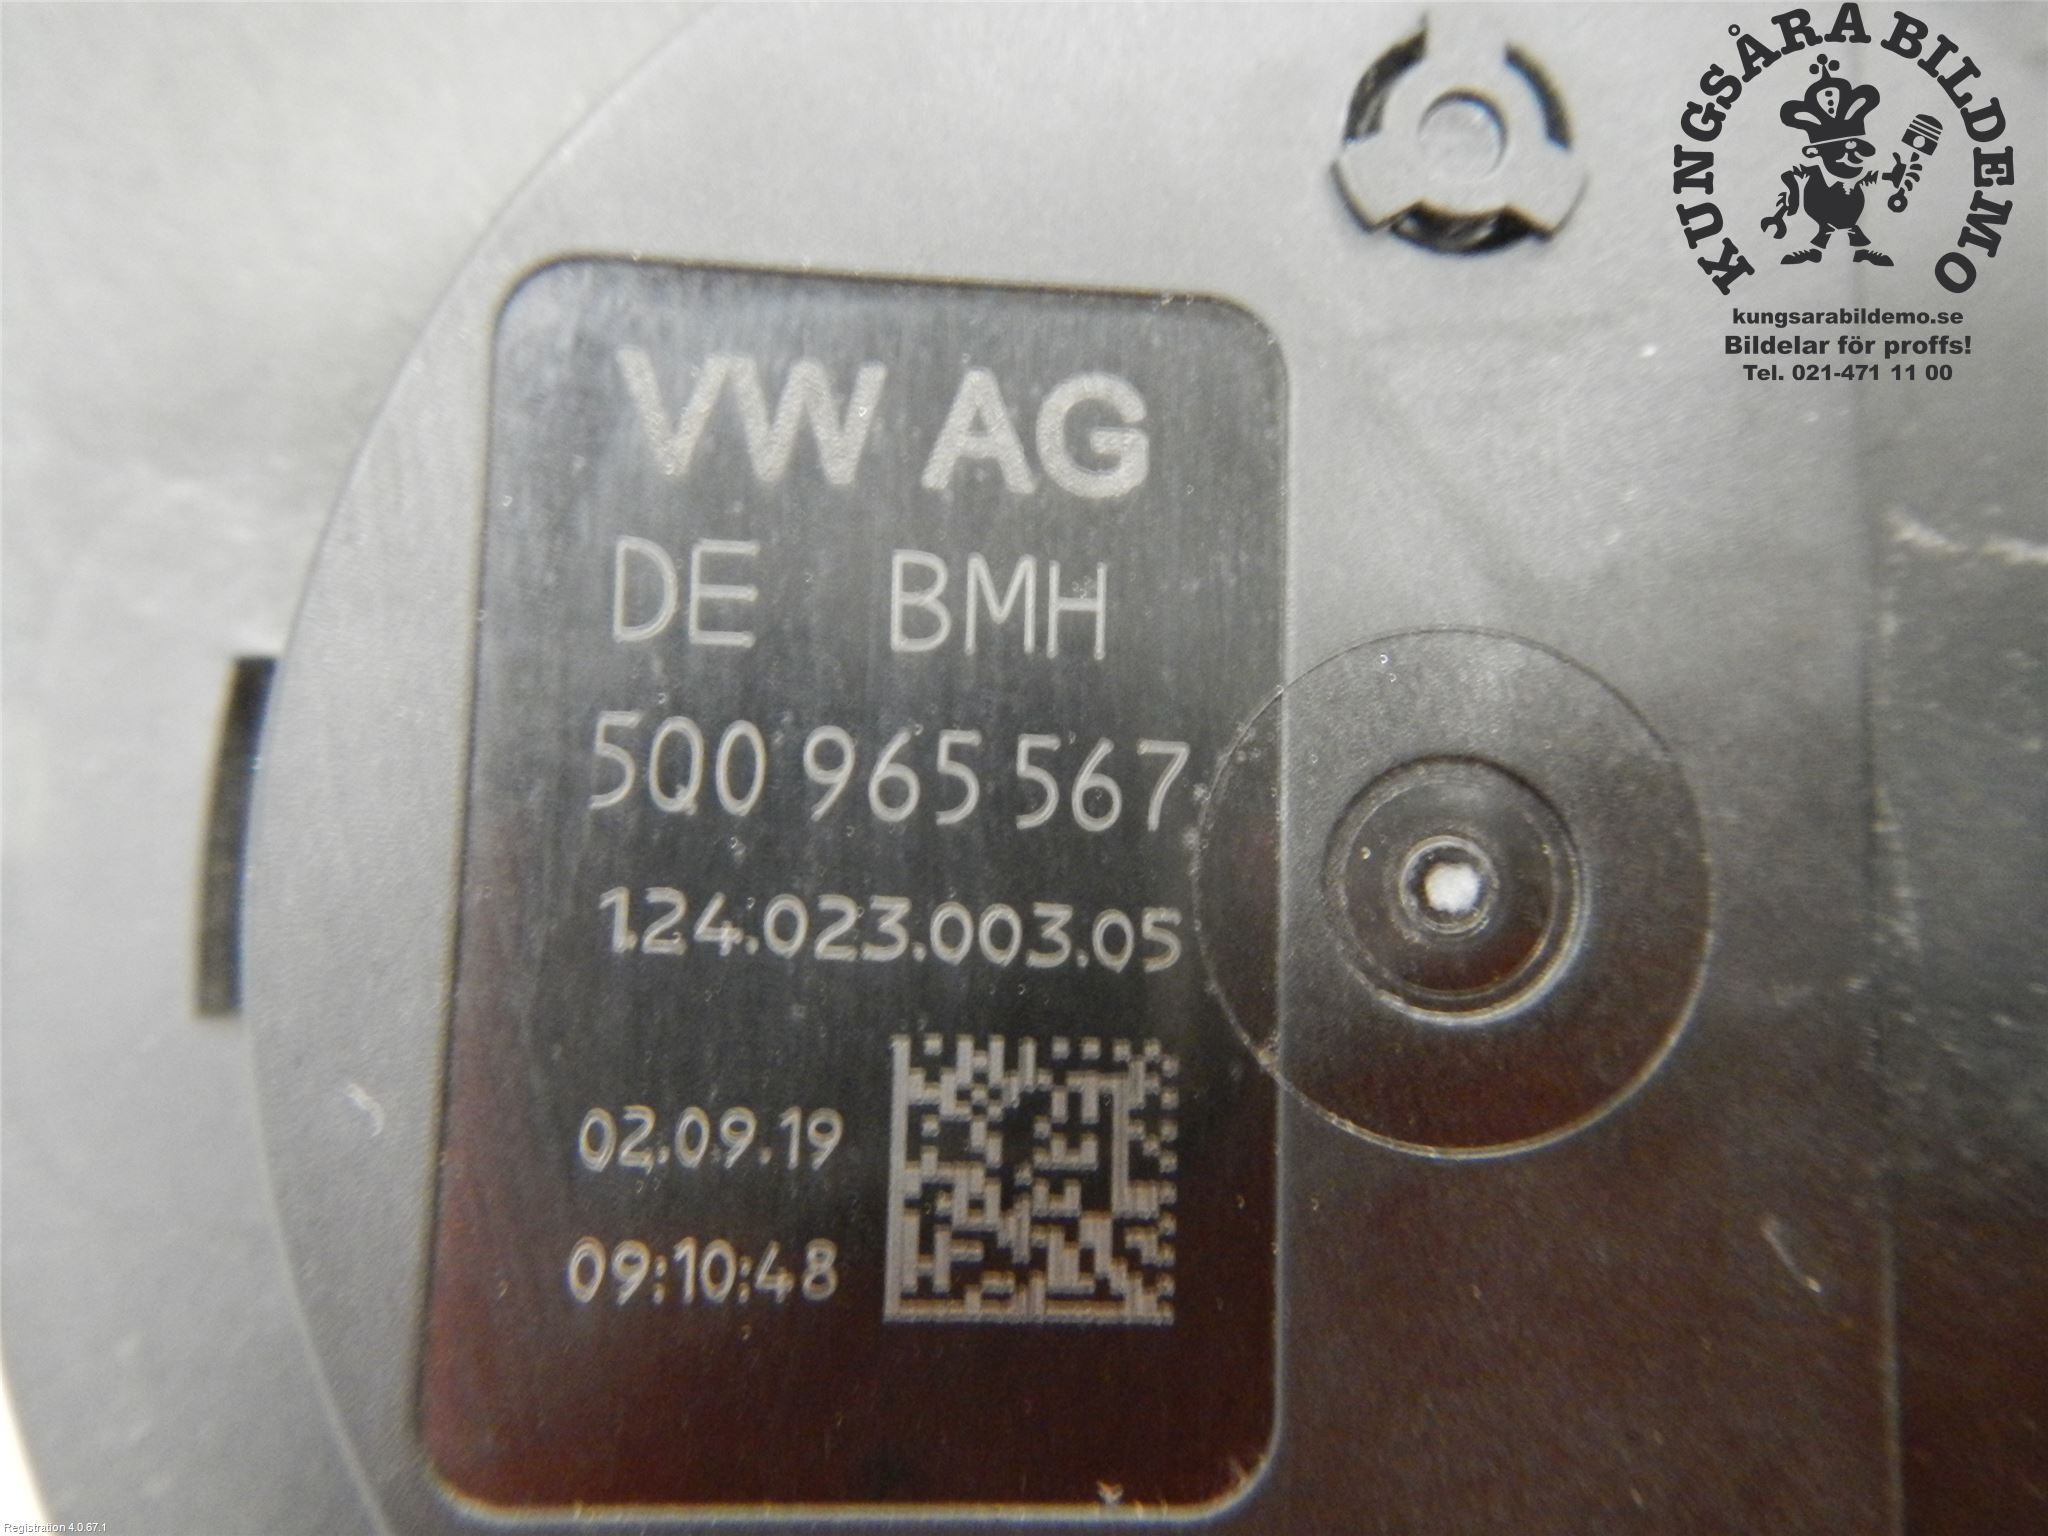 KUNGSÅRA BILDEMO
kungsarabildemo.se
Bildelar för proffs!
Tel. 021-471 11 00
VW AG
DE BMH
5Q0 965 567
124.023.003.05
02.09.19
09:10:48
Registration 4.0.67.1